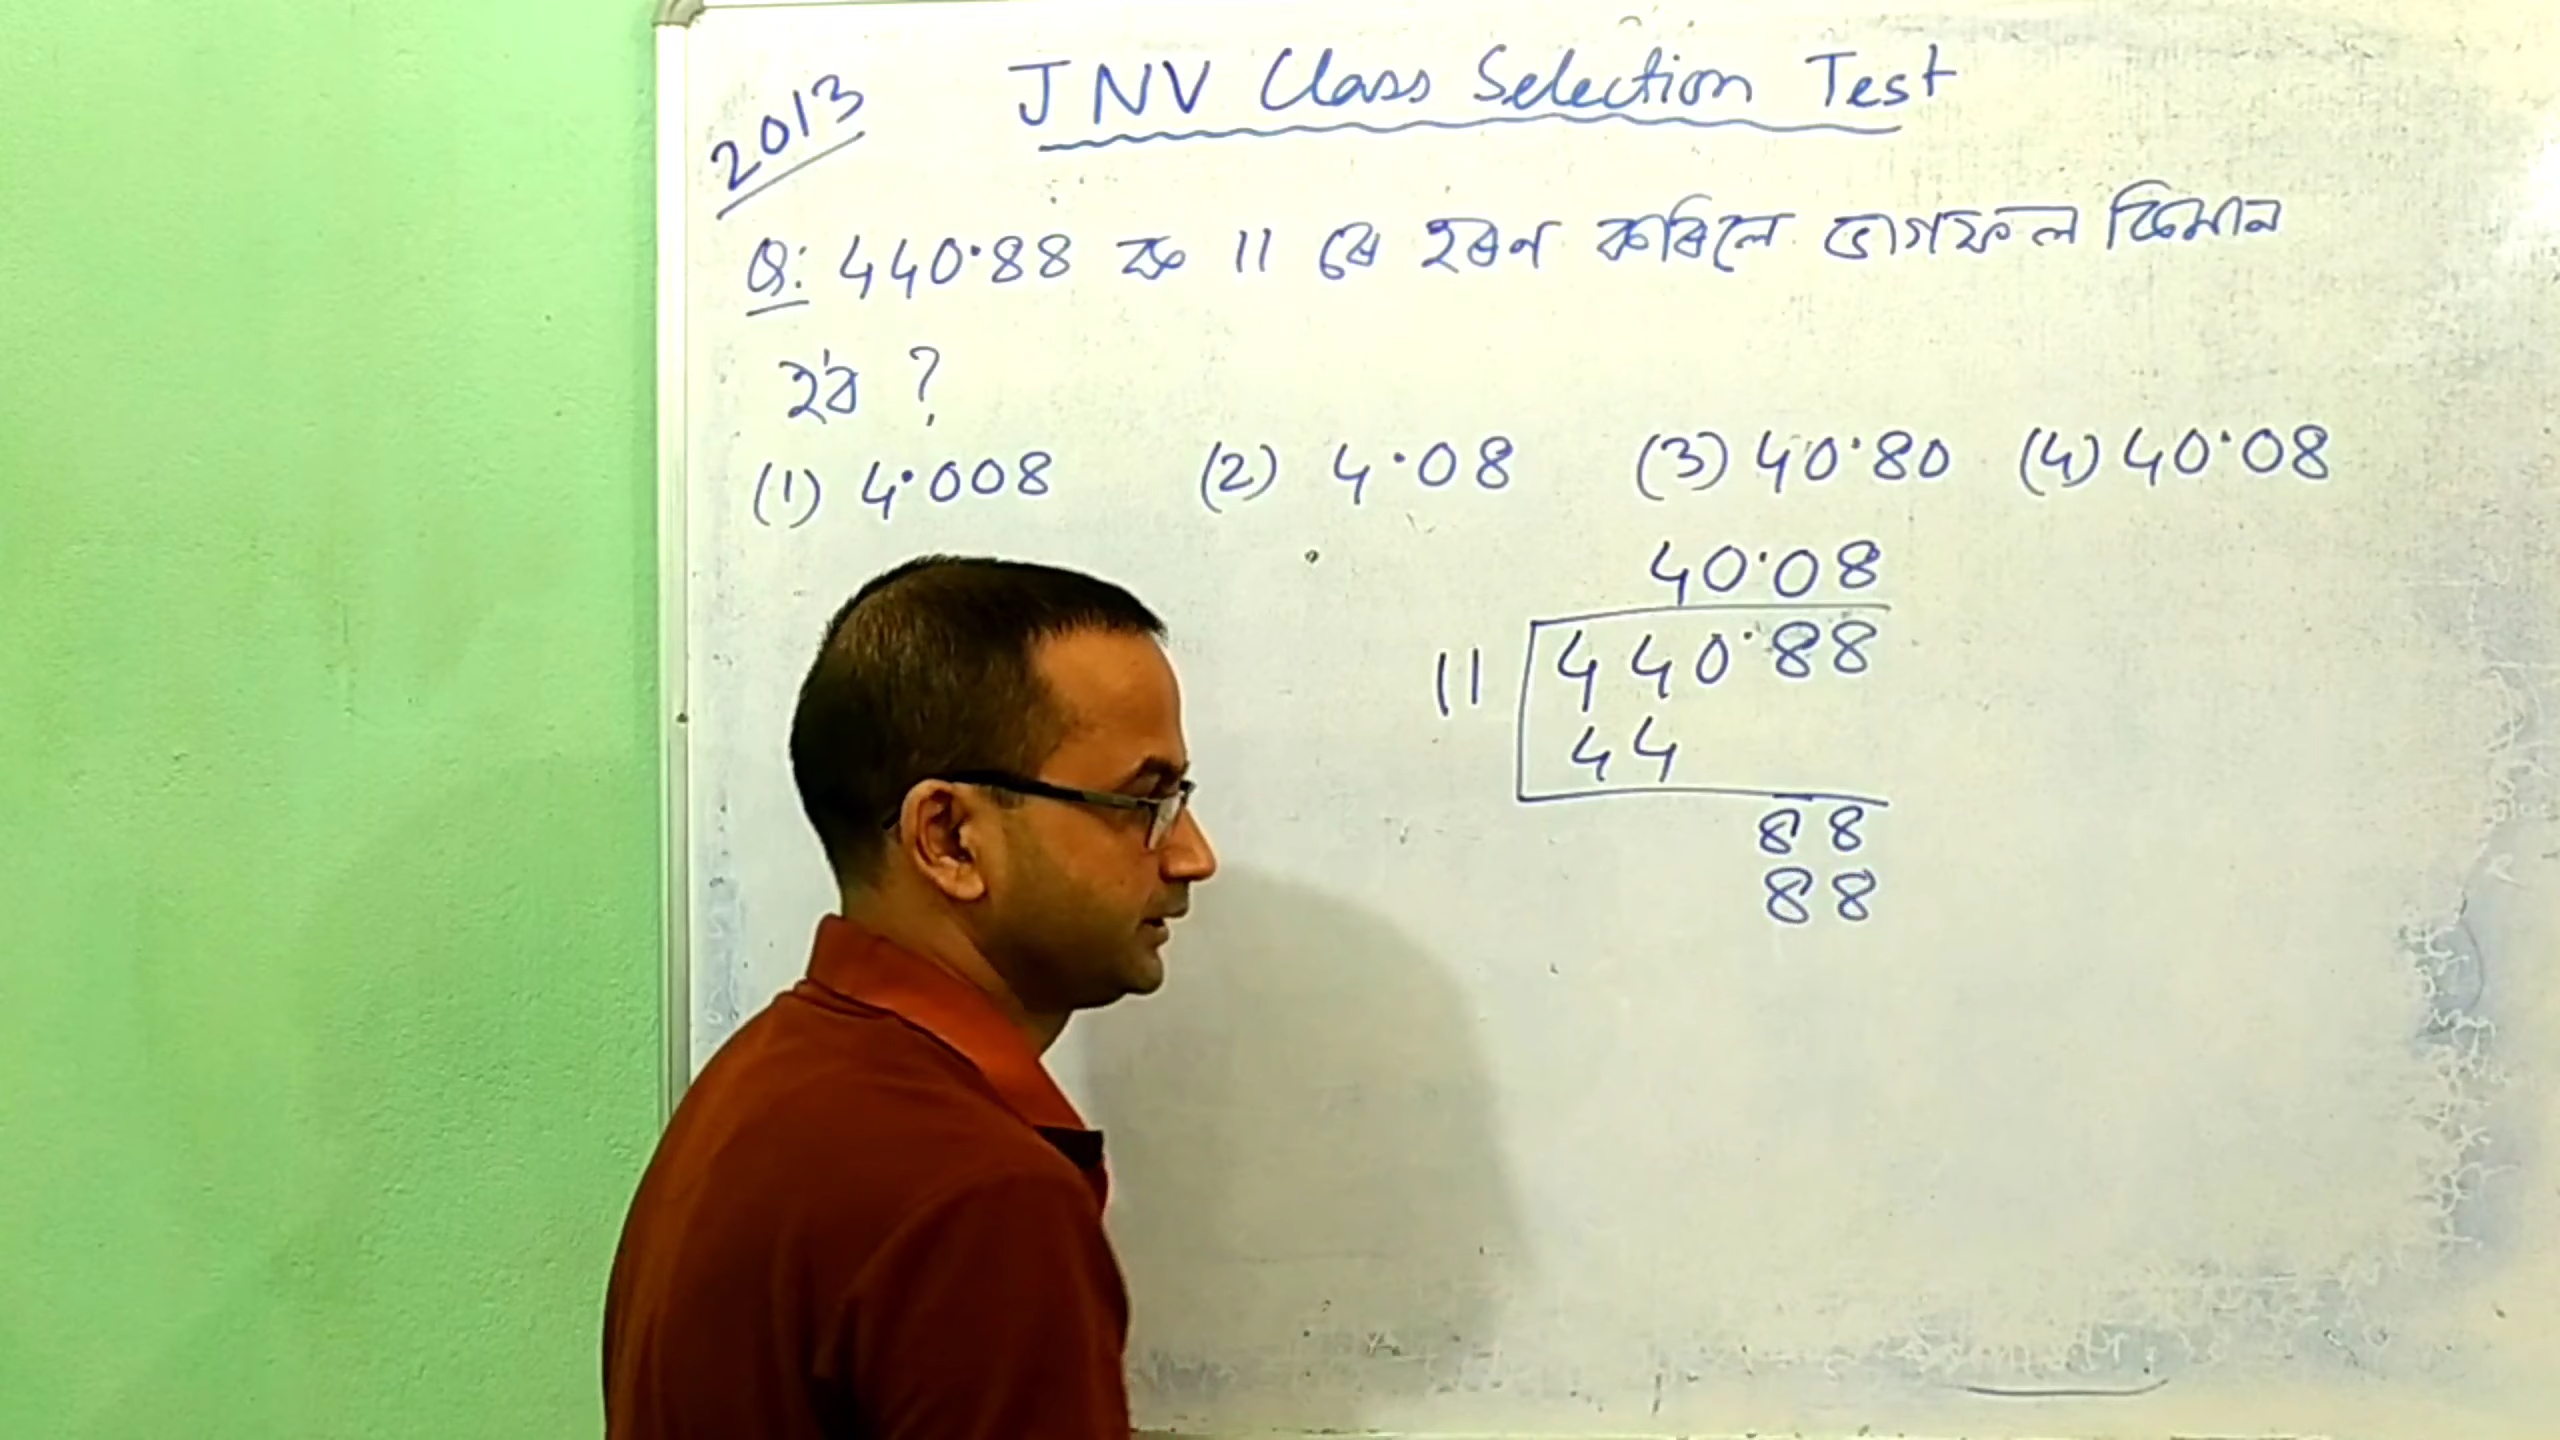 2013
JNV Class Selection Test
Q: 440.88 ক 11 ৰে হৰণ কৰিলে ভাগফল কিমান
হ'ব ?
(1) 4.008 (2) 4.08 (3) 40.80 (4) 40.08
40.08
11 440.88
44
88
88